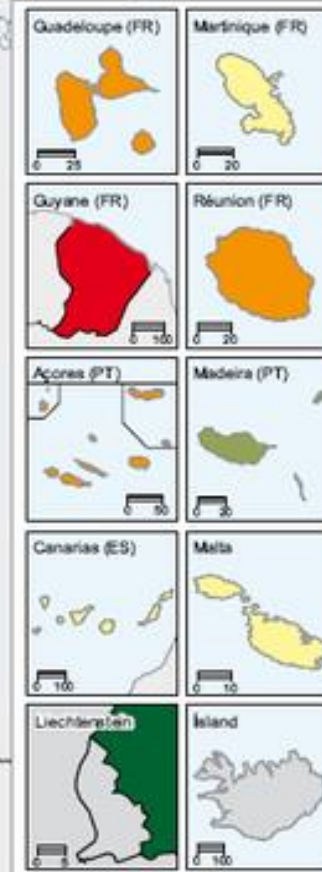 Guadeloupe (FR)
0 25
Martinique (FR)
0 20
Guyane (FR)
0 100
Réunion (FR)
0 20
Açores (PT)
0 50
Madeira (PT)
0 20
Canarias (ES)
0 100
Malta
0 10
Liechtenstein
0 5
Ísland
0 100